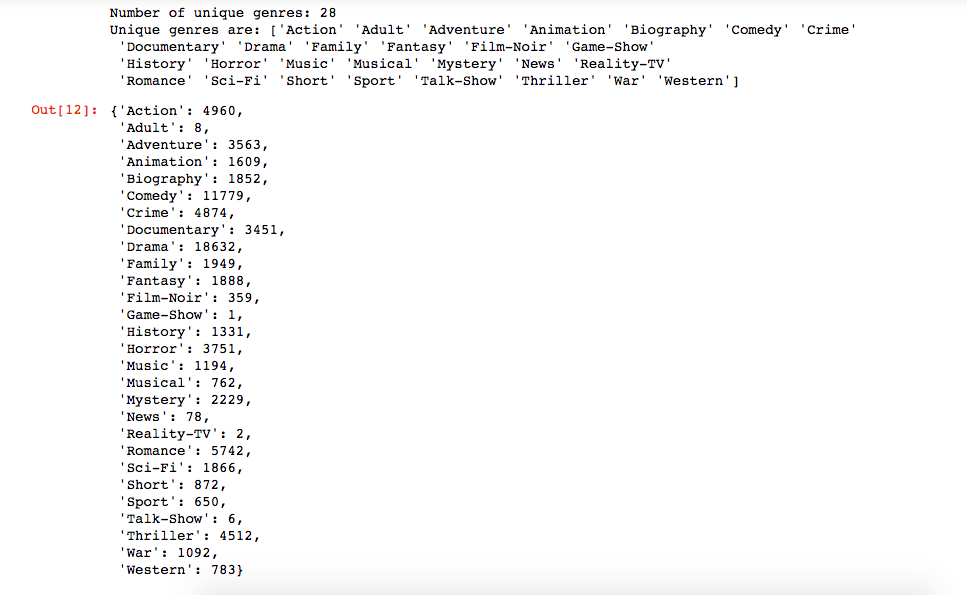 Number of unique genres: 28
Unique genres are: ['Action' 'Adult' 'Adventure' 'Animation' 'Biography' 'Comedy' 'Crime'
'Documentary' 'Drama' 'Family' 'Fantasy' 'Film-Noir' 'Game-Show'
'History' 'Horror' 'Music' 'Musical' 'Mystery' 'News' 'Reality-TV'
'Romance' 'Sci-Fi' 'Short' 'Sport' 'Talk-Show' 'Thriller' 'War' 'Western']
Out[12]: {'Action': 4960,
'Adult': 8,
'Adventure': 3563,
'Animation': 1609,
'Biography': 1852,
'Comedy': 11779,
'Crime': 4874,
'Documentary': 3451,
'Drama': 18632,
'Family': 1949,
'Fantasy': 1888,
'Film-Noir': 359,
'Game-Show': 1,
'History': 1331,
'Horror': 3751,
'Music': 1194,
'Musical': 762,
'Mystery': 2229,
'News': 78,
'Reality-TV': 2,
'Romance': 5742,
'Sci-Fi': 1866,
'Short': 872,
'Sport': 650,
'Talk-Show': 6,
'Thriller': 4512,
'War': 1092,
'Western': 783}